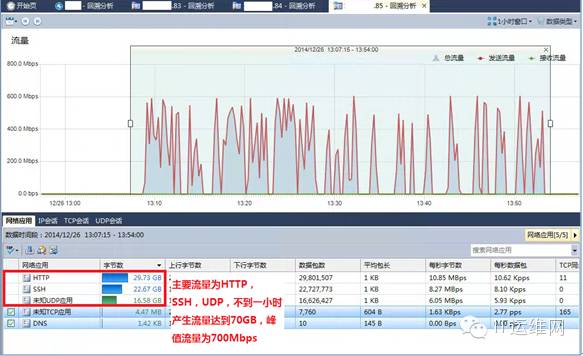 开始页 - 回溯分析 .83 - 回溯分析 .84 - 回溯分析 .85 - 回溯分析
1小时窗口 数据类型
流量
2014/12/26 13:07:15 - 13:54:00
总流量 发送流量 接收流量
800.0 Mbps
600.0 Mbps
400.0 Mbps
200.0 Mbps
0.0 bps
12/26 13:00 13:10 13:20 13:30 13:40 13:50
网络应用 IP会话 TCP会话 UDP会话
数据时间段：2014/12/26 13:07:15 - 13:54:00 网络应用[5/5]
搜索网络应用
网络应用 字节数 上行字节数 下行字节数 数据包数 平均包长 每秒字节数 每秒数据包数 TCP同
HTTP 29.73 GB 29,801,507 1 KB 10.85 MBps 10.62 Kpps 11
SSH 22.67 GB 22,727,773 1 KB 8.27 MBps 8.10 Kpps 0
未知UDP应用 16.58 GB 16,626,427 1 KB 6.05 MBps 5.93 Kpps 0
未知TCP应用 4.47 MB 7,760 604 B 1.63 KBps 2.77 pps 165
DNS 1.42 KB 10 145 B 0.00 pps 0
主要流量为HTTP，
SSH，UDP，不到一小时
产生流量达到70GB，峰
值流量为700Mbps
IT运维网